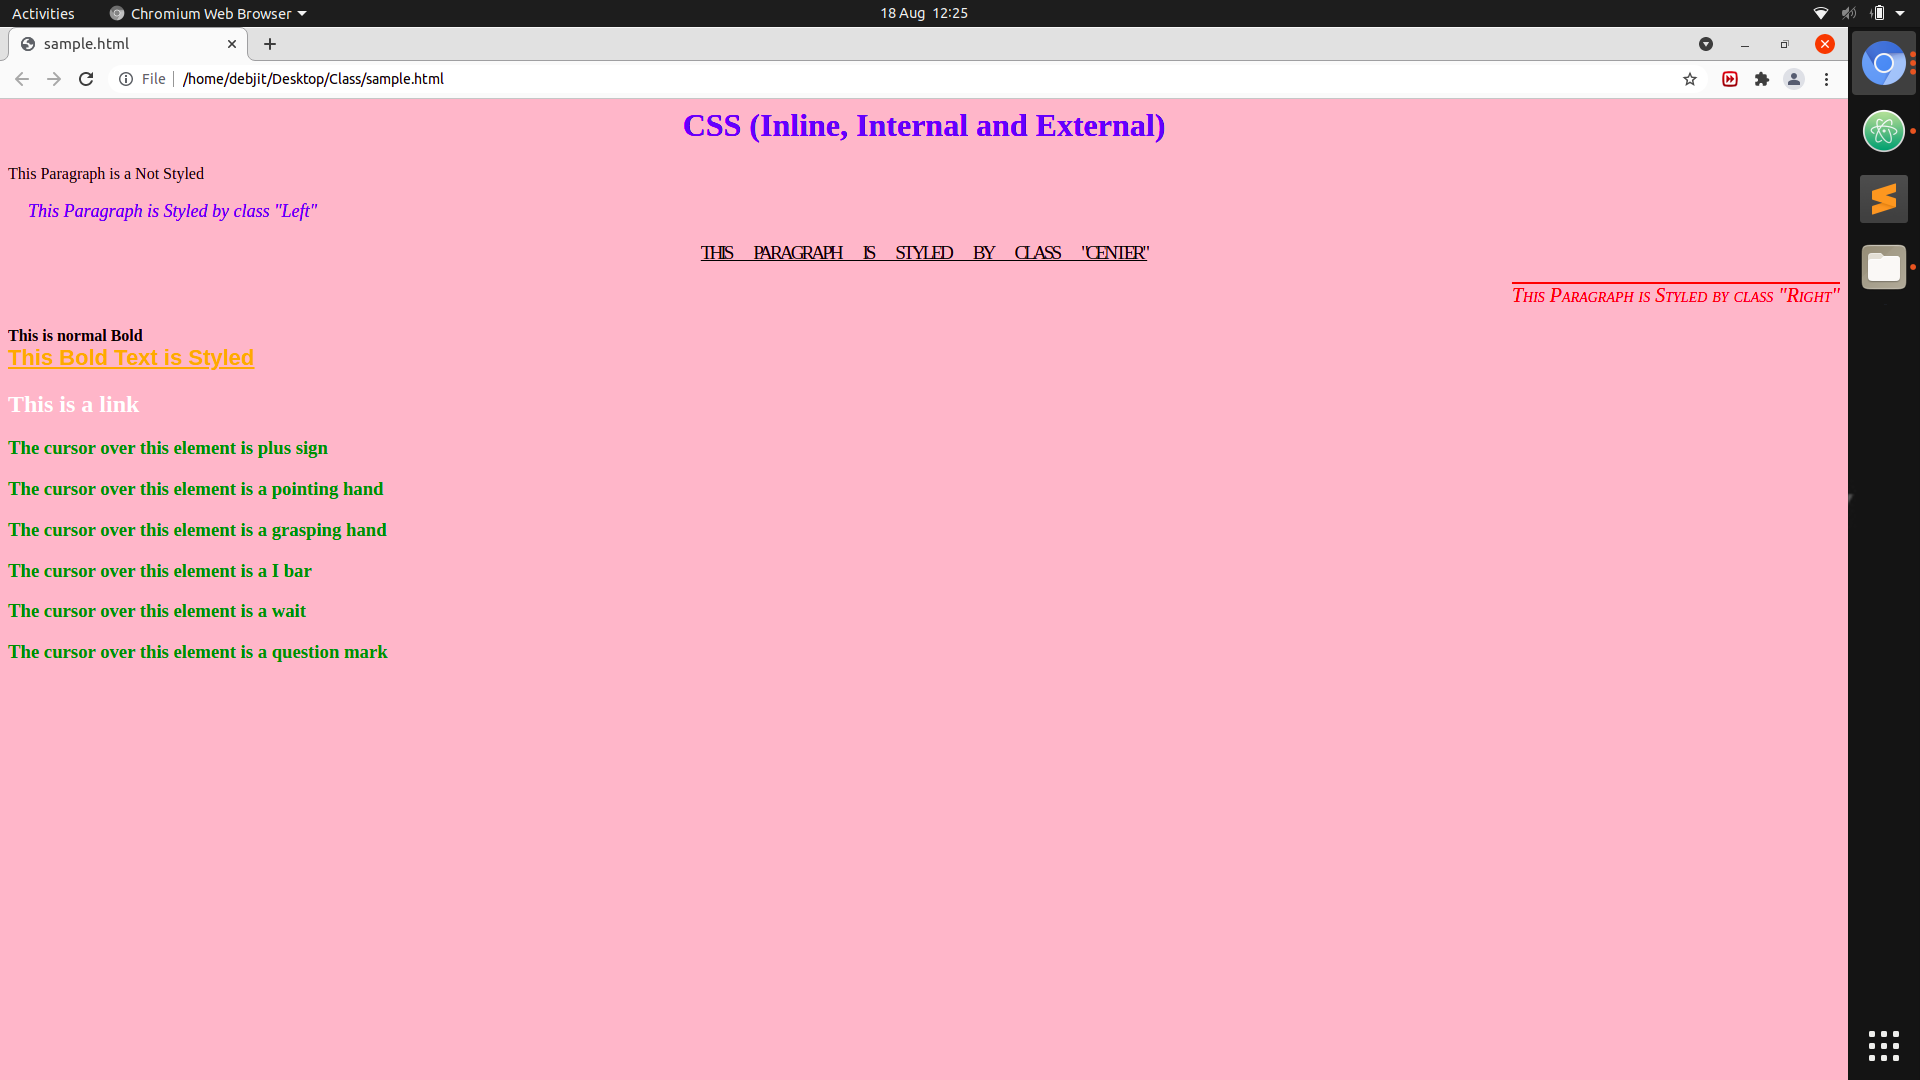 Activities
Chromium Web Browser
18 Aug 12:25
sample.html
File
/home/debjit/Desktop/Class/sample.html
CSS (Inline, Internal and External)
This Paragraph is a Not Styled
This Paragraph is Styled by class "Left"
THIS PARAGRAPH IS STYLED BY CLASS "CENTER"
This Paragraph is Styled by class "Right"
This is normal Bold
This Bold Text is Styled
This is a link
The cursor over this element is plus sign
The cursor over this element is a pointing hand
The cursor over this element is a grasping hand
The cursor over this element is a I bar
The cursor over this element is a wait
The cursor over this element is a question mark